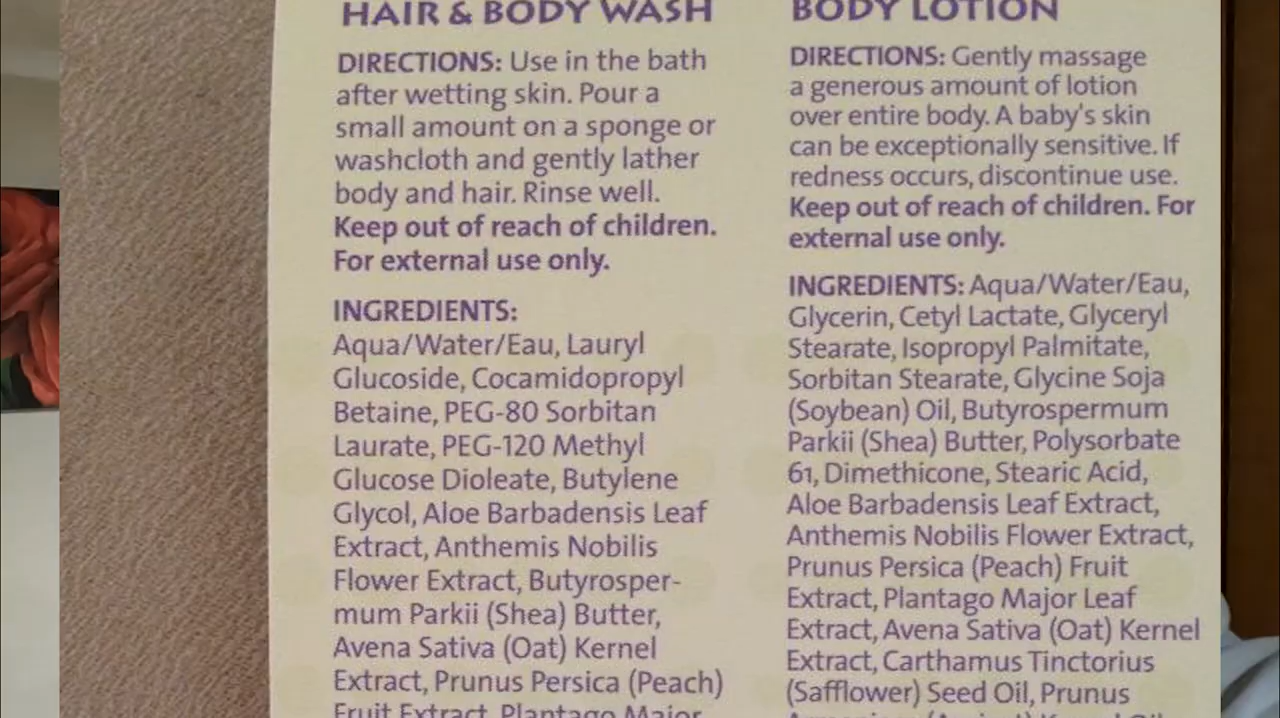 HAIR & BODY WASH
DIRECTIONS: Use in the bath
after wetting skin. Pour a
small amount on a sponge or
washcloth and gently lather
body and hair. Rinse well.
Keep out of reach of children.
For external use only.
INGREDIENTS:
Aqua/Water/Eau, Lauryl
Glucoside, Cocamidopropyl
Betaine, PEG-80 Sorbitan
Laurate, PEG-120 Methyl
Glucose Dioleate, Butylene
Glycol, Aloe Barbadensis Leaf
Extract, Anthemis Nobilis
Flower Extract, Butyrosper-
mum Parkii (Shea) Butter,
Avena Sativa (Oat) Kernel
Extract, Prunus Persica (Peach)
Fruit Extract, Plantago Major
BODY LOTION
DIRECTIONS: Gently massage
a generous amount of lotion
over entire body. A baby's skin
can be exceptionally sensitive. If
redness occurs, discontinue use.
Keep out of reach of children. For
external use only.
INGREDIENTS: Aqua/Water/Eau,
Glycerin, Cetyl Lactate, Glyceryl
Stearate, Isopropyl Palmitate,
Sorbitan Stearate, Glycine Soja
(Soybean) Oil, Butyrospermum
Parkii (Shea) Butter, Polysorbate
61, Dimethicone, Stearic Acid,
Aloe Barbadensis Leaf Extract,
Anthemis Nobilis Flower Extract,
Prunus Persica (Peach) Fruit
Extract, Plantago Major Leaf
Extract, Avena Sativa (Oat) Kernel
Extract, Carthamus Tinctorius
(Safflower) Seed Oil, Prunus